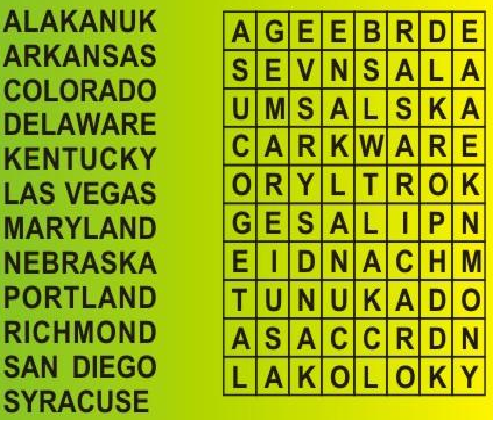 ALAKANUK
ARKANSAS
COLORADO
DELAWARE
KENTUCKY
LAS VEGAS
MARYLAND
NEBRASKA
PORTLAND
RICHMOND
SAN DIEGO
SYRACUSE
A G E E B R D E
S E V N S A L A
U M S A L S K A
C A R K W A R E
O R Y L T R O K
G E S A L I P N
E I D N A C H M
T U N U K A D O
A S A C C R D N
L A K O L O K Y